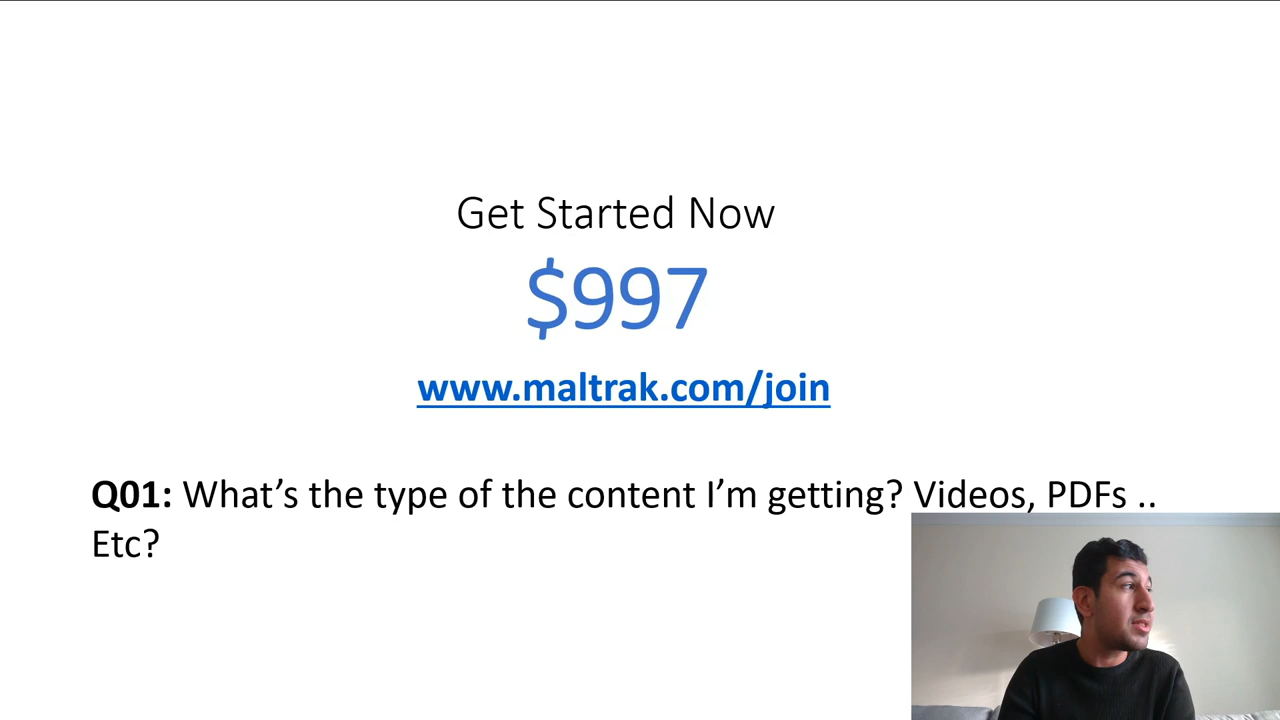 Get Started Now
$997
www.maltrak.com/join
Q01: What’s the type of the content I’m getting? Videos, PDFs ..
Etc?